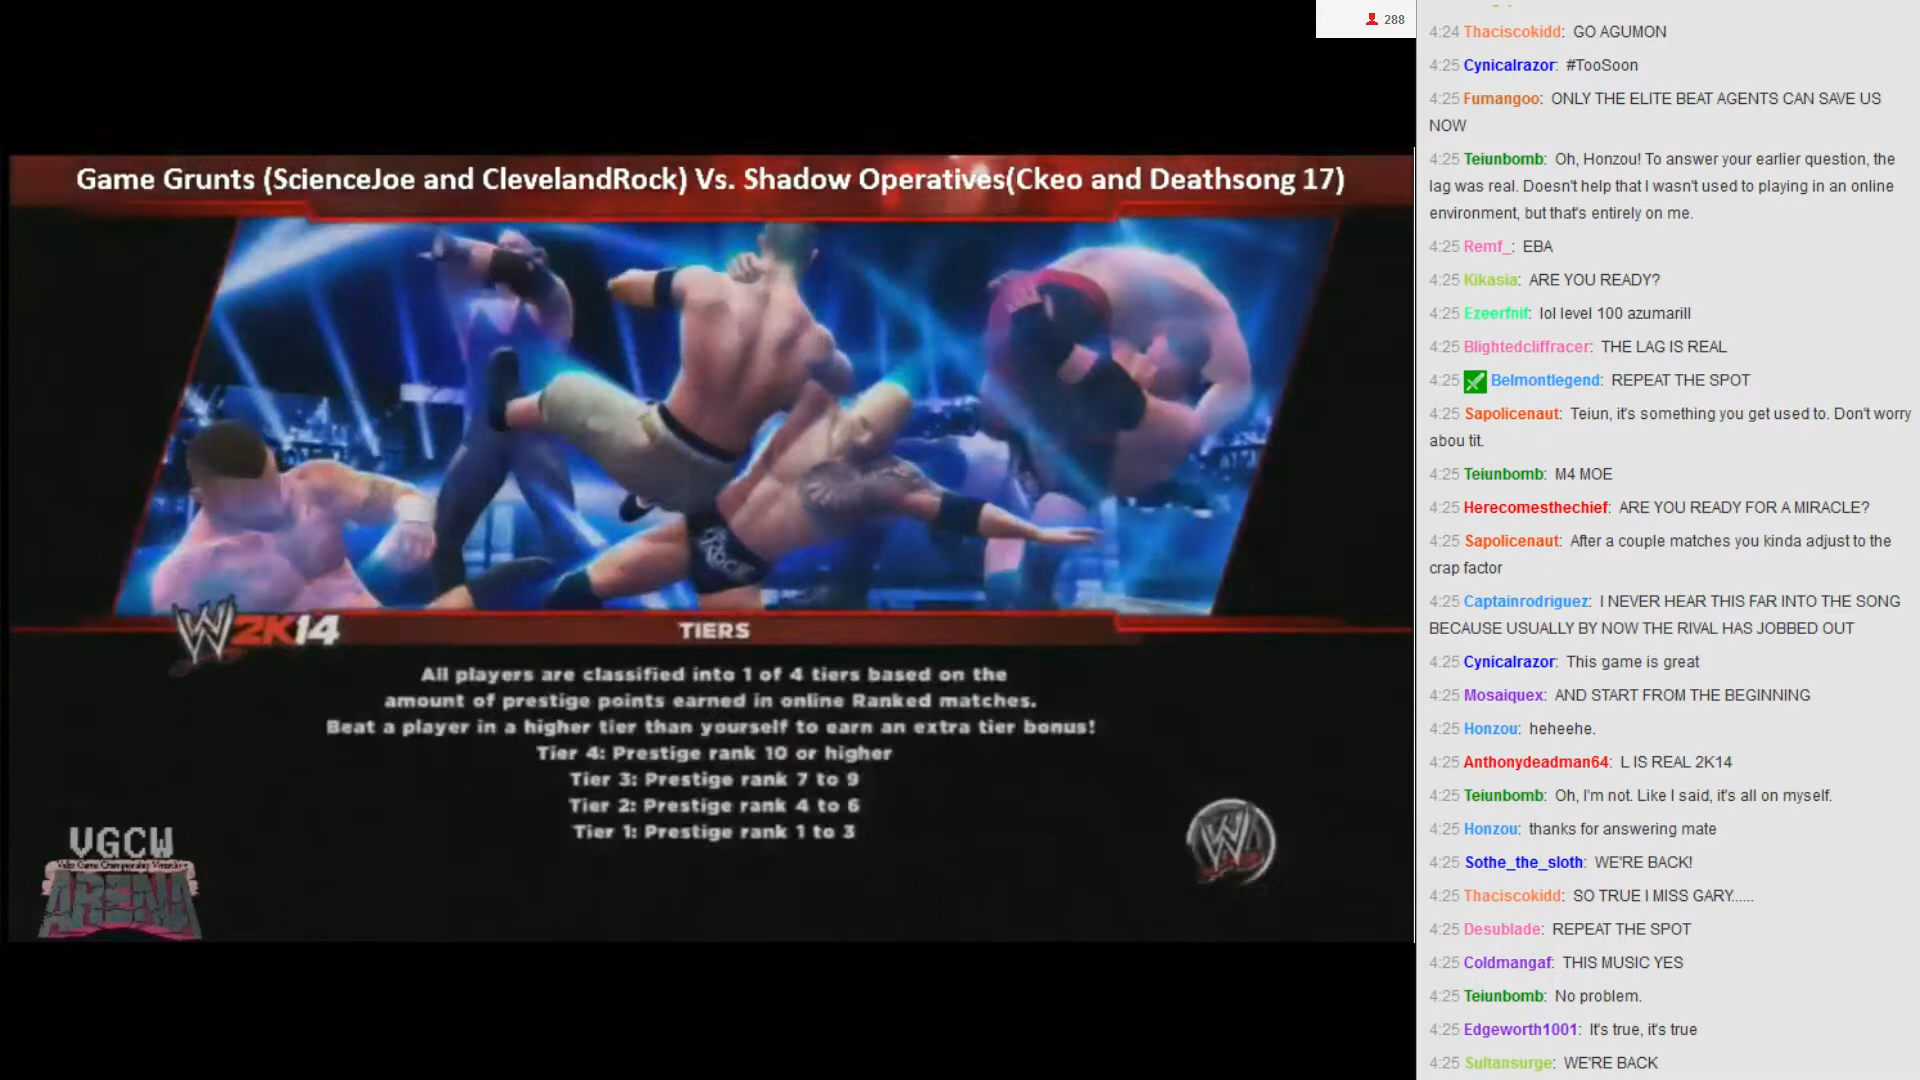 288
Game Grunts (ScienceJoe and ClevelandRock) Vs. Shadow Operatives(Ckeo and Deathsong 17)
ROCK
W 2K14
TIERS
All players are classified into 1 of 4 tiers based on the
amount of prestige points earned in online Ranked matches.
Beat a player in a higher tier than yourself to earn an extra tier bonus!
Tier 4: Prestige rank 10 or higher
Tier 3: Prestige rank 7 to 9
Tier 2: Prestige rank 4 to 6
Tier 1: Prestige rank 1 to 3
VGCW
Video Game Championship Wrestling
ARENA
W
4:24 Thaciscokidd: GO AGUMON
4:25 Cynicalrazor: #TooSoon
4:25 Fumangoo: ONLY THE ELITE BEAT AGENTS CAN SAVE US
NOW
4:25 Teiunbomb: Oh, Honzou! To answer your earlier question, the
lag was real. Doesn't help that I wasn't used to playing in an online
environment, but that's entirely on me.
4:25 Remf_: EBA
4:25 Kikasia: ARE YOU READY?
4:25 Ezeerfnif: lol level 100 azumarill
4:25 Blightedcliffracer: THE LAG IS REAL
4:25 Belmontlegend: REPEAT THE SPOT
4:25 Sapolicenaut: Teiun, it's something you get used to. Don't worry
abou tit.
4:25 Teiunbomb: M4 MOE
4:25 Herecomesthechief: ARE YOU READY FOR A MIRACLE?
4:25 Sapolicenaut: After a couple matches you kinda adjust to the
crap factor
4:25 Captainrodriguez: I NEVER HEAR THIS FAR INTO THE SONG
BECAUSE USUALLY BY NOW THE RIVAL HAS JOBBED OUT
4:25 Cynicalrazor: This game is great
4:25 Mosaiquex: AND START FROM THE BEGINNING
4:25 Honzou: heheehe.
4:25 Anthonydeadman64: L IS REAL 2K14
4:25 Teiunbomb: Oh, I'm not. Like I said, it's all on myself.
4:25 Honzou: thanks for answering mate
4:25 Sothe_the_sloth: WE'RE BACK!
4:25 Thaciscokidd: SO TRUE I MISS GARY......
4:25 Desublade: REPEAT THE SPOT
4:25 Coldmangaf: THIS MUSIC YES
4:25 Teiunbomb: No problem.
4:25 Edgeworth1001: It's true, it's true
4:25 Sultansurge: WE'RE BACK